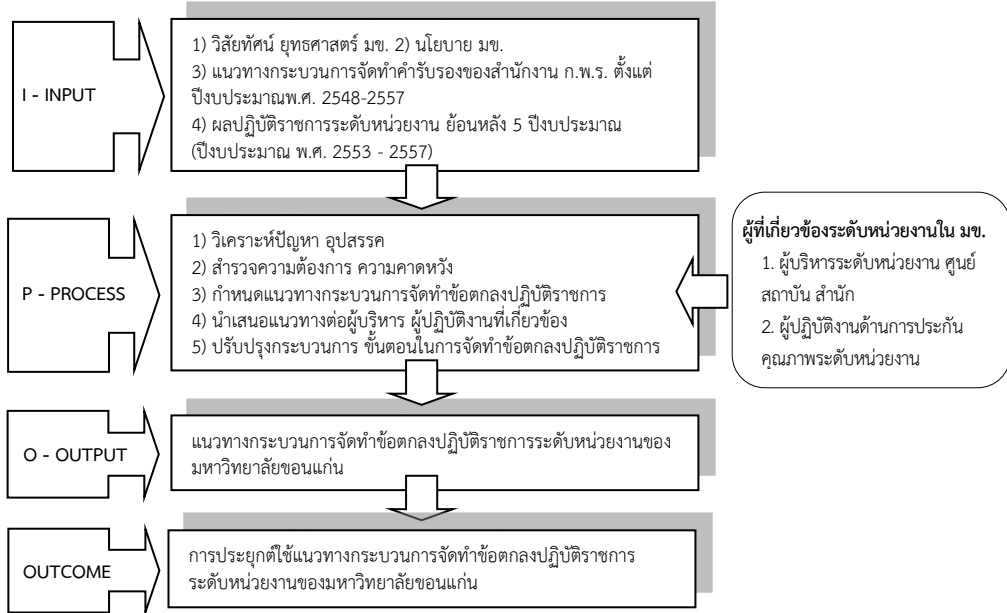 I - INPUT
1) วิสัยทัศน์ ยุทธศาสตร์ มข. 2) นโยบาย มข.
3) แนวทางกระบวนการจัดทำคำรับรองของสำนักงาน ก.พ.ร. ตั้งแต่
ปีงบประมาณพ.ศ. 2548-2557
4) ผลปฏิบัติราชการระดับหน่วยงาน ย้อนหลัง 5 ปีงบประมาณ
(ปีงบประมาณ พ.ศ. 2553 - 2557)
P - PROCESS
1) วิเคราะห์ปัญหา อุปสรรค
2) สำรวจความต้องการ ความคาดหวัง
3) กำหนดแนวทางกระบวนการจัดทำข้อตกลงปฏิบัติราชการ
4) นำเสนอแนวทางต่อผู้บริหาร ผู้ปฏิบัติงานที่เกี่ยวข้อง
5) ปรับปรุงกระบวนการ ขั้นตอนในการจัดทำข้อตกลงปฏิบัติราชการ
ผู้ที่เกี่ยวข้องระดับหน่วยงานใน มข.
1. ผู้บริหารระดับหน่วยงาน ศูนย์
สถาบัน สำนัก
2. ผู้ปฏิบัติงานด้านการประกัน
คุณภาพระดับหน่วยงาน
O - OUTPUT
แนวทางกระบวนการจัดทำข้อตกลงปฏิบัติราชการระดับหน่วยงานของ
มหาวิทยาลัยขอนแก่น
OUTCOME
การประยุกต์ใช้แนวทางกระบวนการจัดทำข้อตกลงปฏิบัติราชการ
ระดับหน่วยงานของมหาวิทยาลัยขอนแก่น